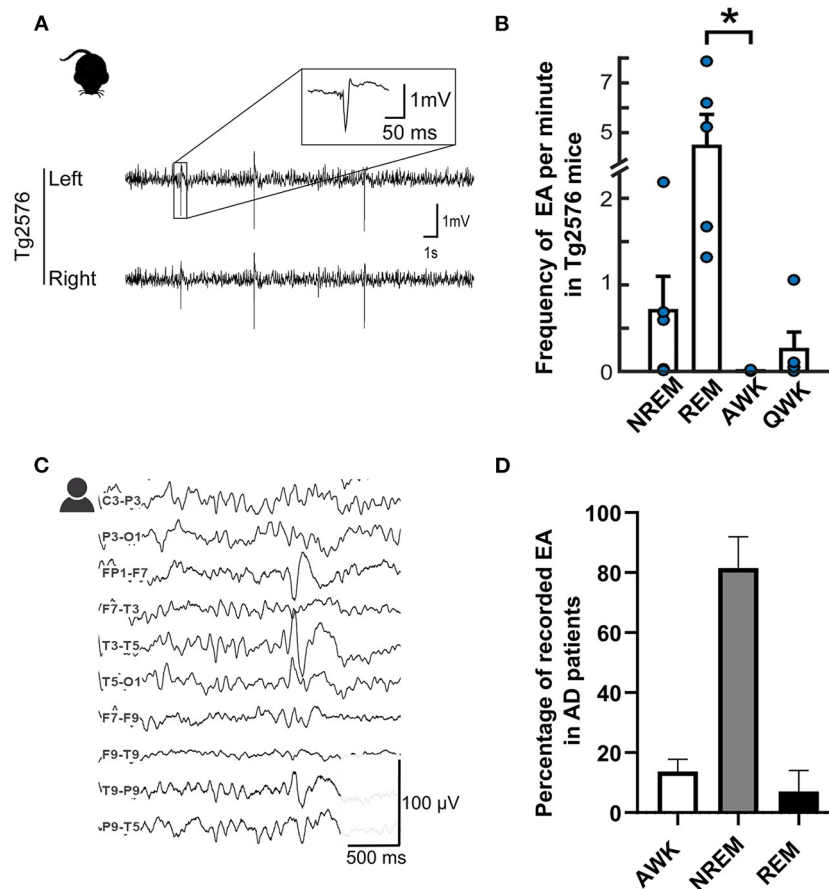 A
Tg2576
Left
Right
1mV
50 ms
1mV
1s
B
*
Frequency of EA per minute
in Tg2576 mice
7
5
2
1
0
NREM
REM
AWK
QWK
C
C3-P3
P3-O1
FP1-F7
F7-T3
T3-T5
T5-O1
F7-F9
F9-T9
T9-P9
P9-T5
100 µV
500 ms
D
Percentage of recorded EA
in AD patients
100
80
60
40
20
0
AWK
NREM
REM